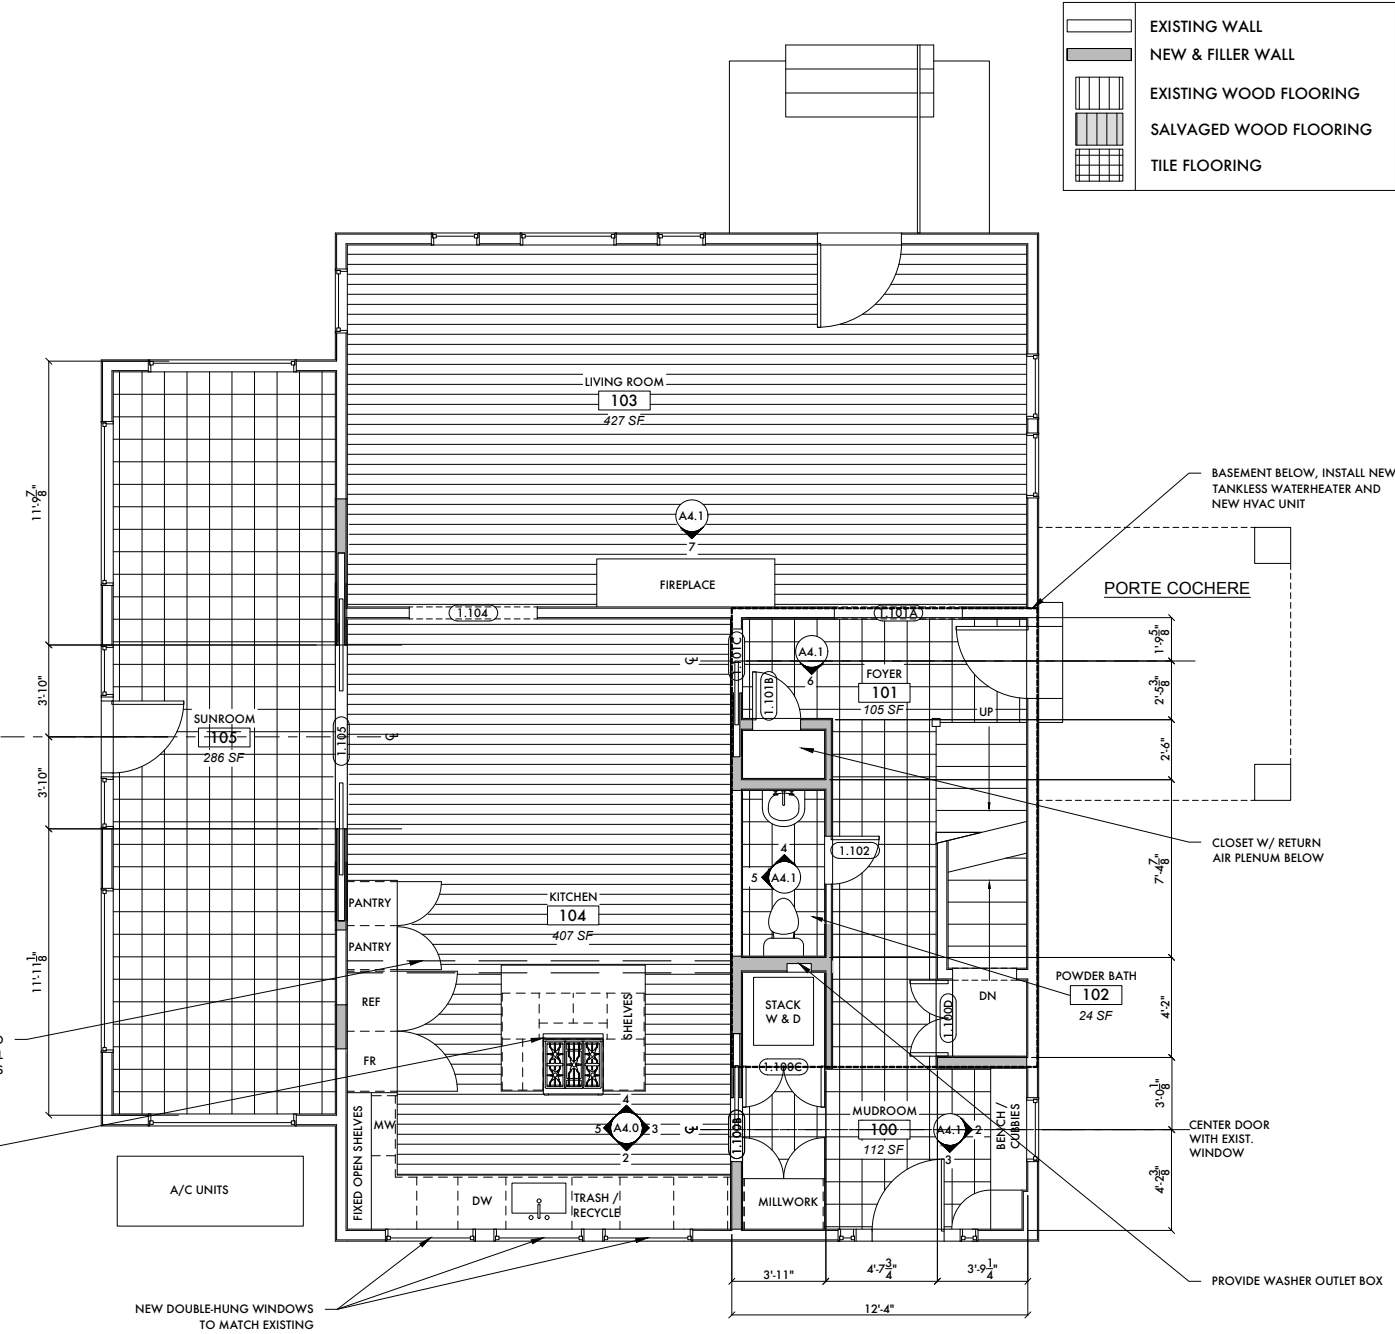 EXISTING WALL
NEW & FILLER WALL
EXISTING WOOD FLOORING
SALVAGED WOOD FLOORING
TILE FLOORING
LIVING ROOM
103
427 SF
A4.1
7
FIREPLACE
BASEMENT BELOW, INSTALL NEW
TANKLESS WATERHEATER AND
NEW HVAC UNIT
PORTE COCHERE
11'-9 7/8"
3'-10"
3'-10"
11'-11 1/8"
SUNROOM
105
286 SF
1.105
1.104
1.101A
1.101C
1.101B
A4.1
6
FOYER
101
105 SF
UP
1'-9 5/8"
2'-5 3/8"
2'-6"
7'-4 7/8"
4'-2"
3'-0 1/8"
4'-2 3/8"
CLOSET W/ RETURN
AIR PLENUM BELOW
1.102
4
5
A4.1
KITCHEN
104
407 SF
PANTRY
PANTRY
REF
FR
SHELVES
STACK
W & D
1.100C
1.100D
DN
POWDER BATH
102
24 SF
MUDROOM
100
112 SF
1.100B
A4.1
2
3
BENCH /
CUBBIES
CENTER DOOR
WITH EXIST.
WINDOW
4
5
A4.0
3
2
FIXED OPEN SHELVES
MW
DW
TRASH /
RECYCLE
MILLWORK
A/C UNITS
3'-11"
4'-7 3/4"
3'-9 1/4"
12'-4"
PROVIDE WASHER OUTLET BOX
NEW DOUBLE-HUNG WINDOWS
TO MATCH EXISTING